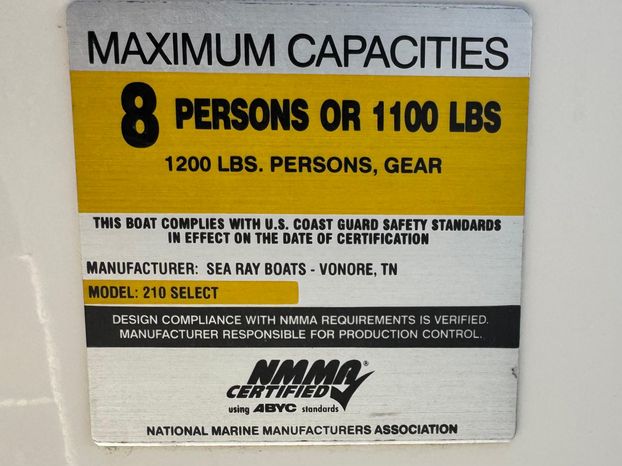 MAXIMUM CAPACITIES
8 PERSONS OR 1100 LBS
1200 LBS. PERSONS, GEAR
THIS BOAT COMPLIES WITH U.S. COAST GUARD SAFETY STANDARDS
IN EFFECT ON THE DATE OF CERTIFICATION
MANUFACTURER: SEA RAY BOATS - VONORE, TN
MODEL: 210 SELECT
DESIGN COMPLIANCE WITH NMMA REQUIREMENTS IS VERIFIED.
MANUFACTURER RESPONSIBLE FOR PRODUCTION CONTROL.
NMMA®
CERTIFIED
using ABYC standards
NATIONAL MARINE MANUFACTURERS ASSOCIATION